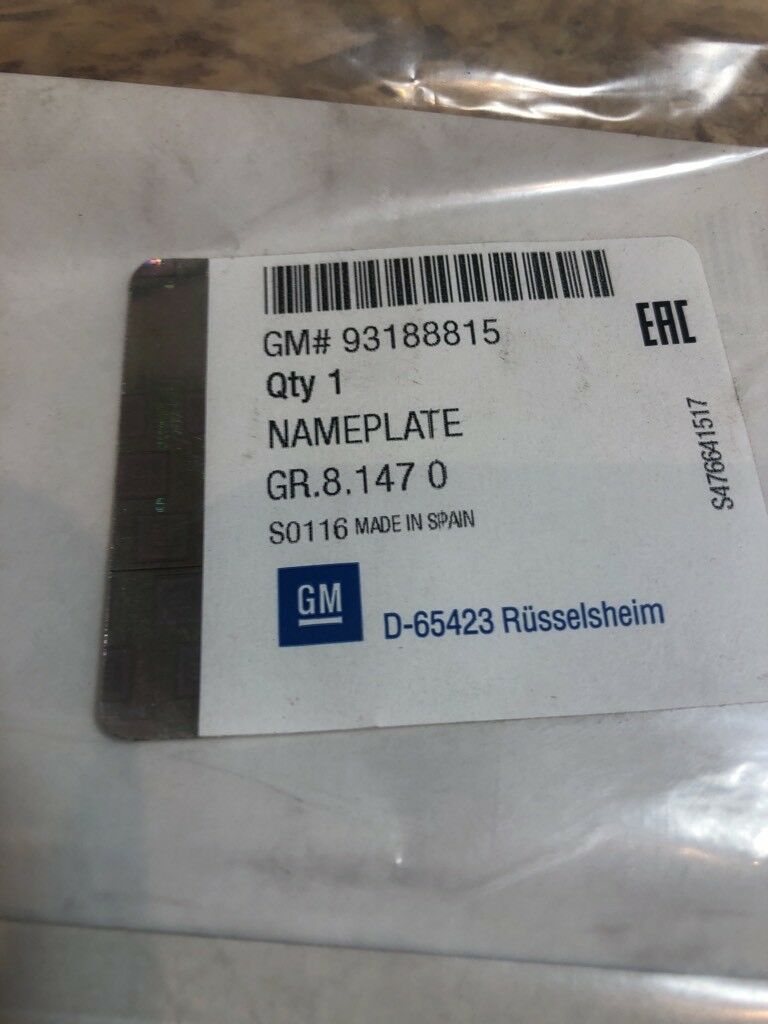 GM# 93188815
EAC
Qty 1
NAMEPLATE
GR.8.147 0
S0116 MADE IN SPAIN
S476641517
GM
D-65423 Rüsselsheim